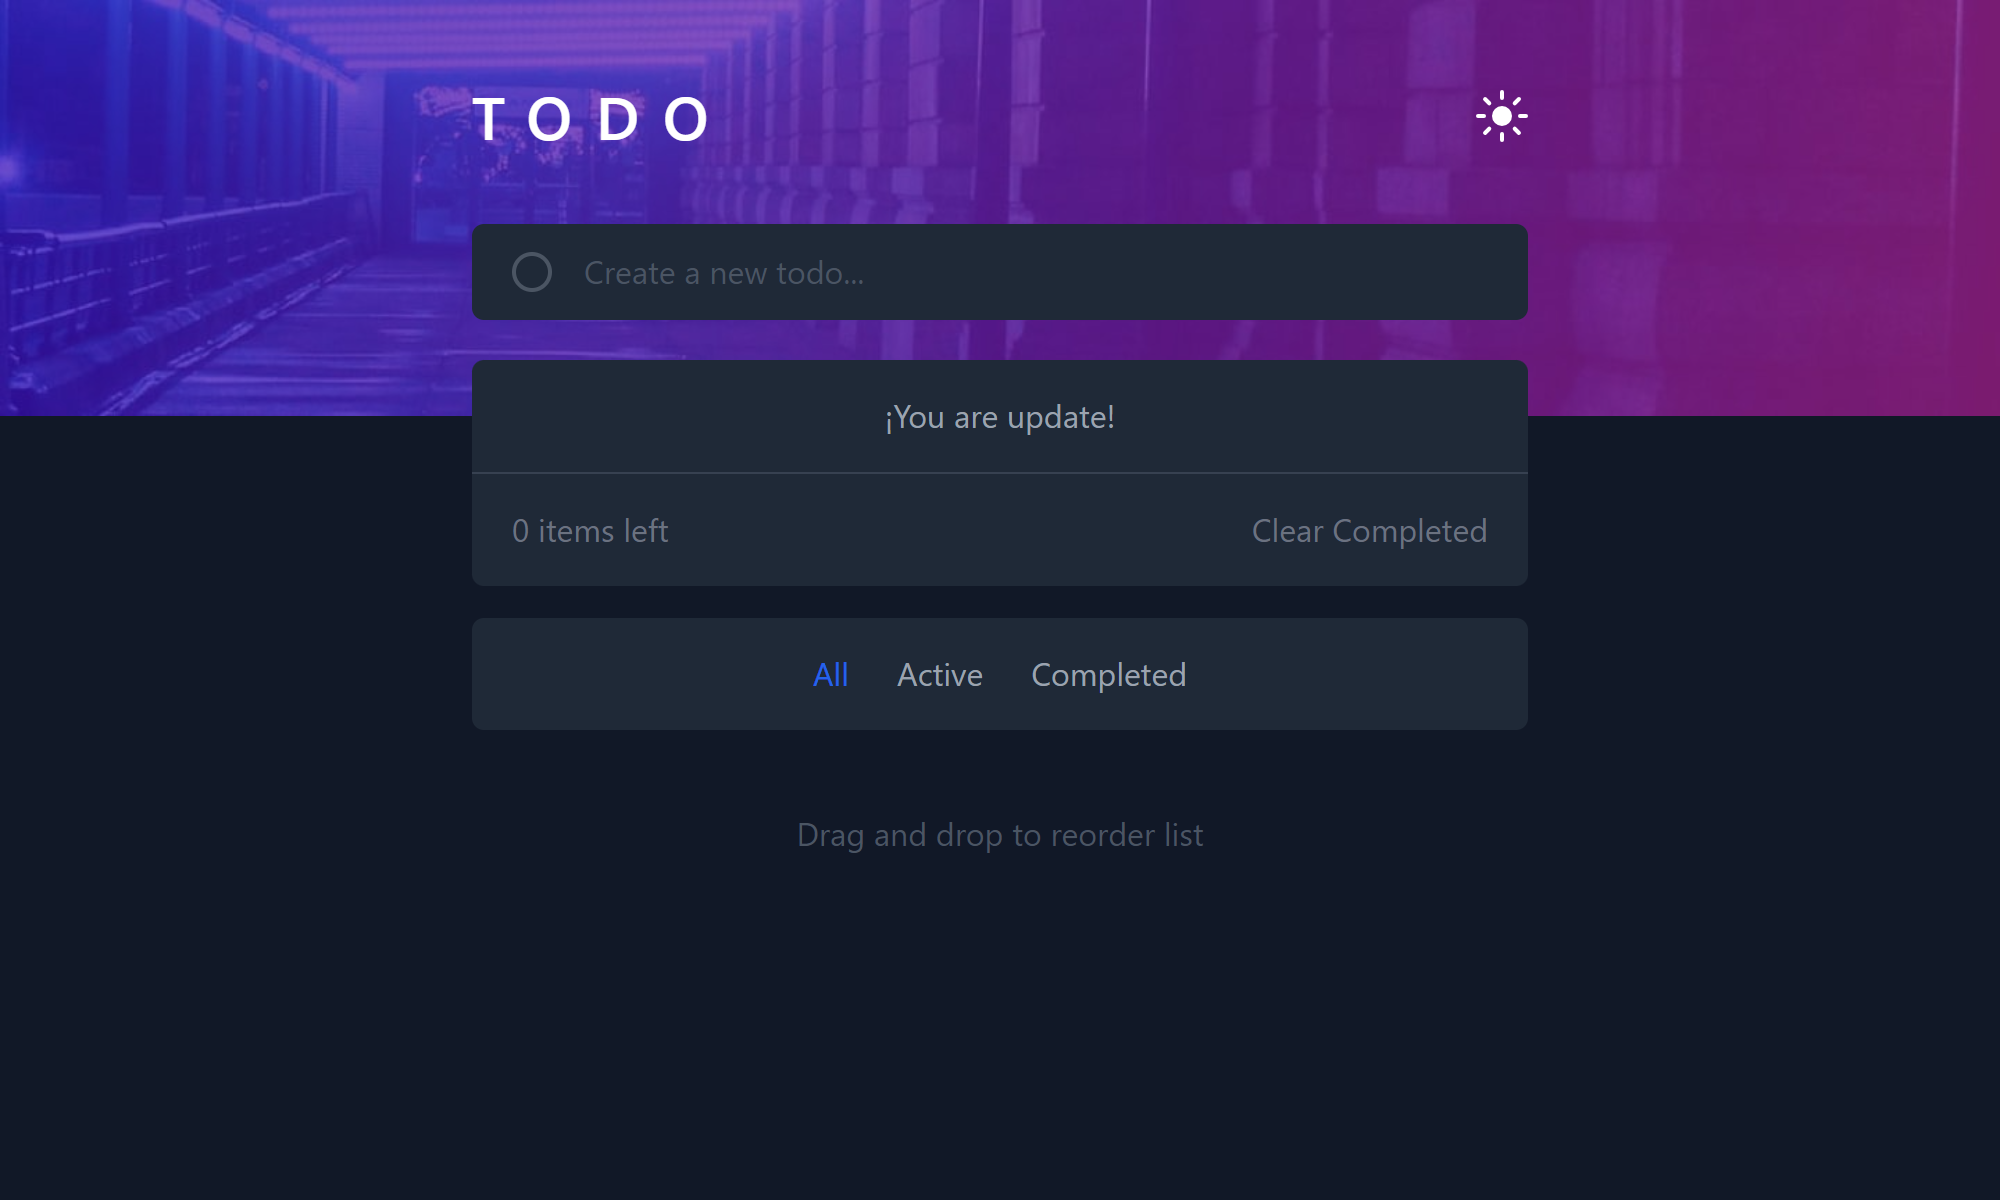 TODO
Create a new todo...
¡You are update!
0 items left
Clear Completed
All
Active
Completed
Drag and drop to reorder list